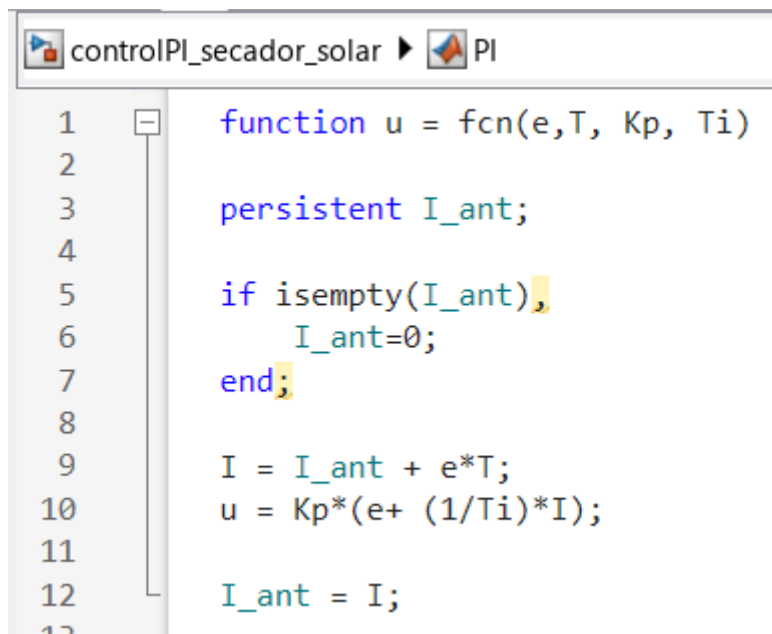 controlPI_secador_solar ▶ PI
1 function u = fcn(e,T, Kp, Ti)
2
3 persistent I_ant;
4
5 if isempty(I_ant),
6 I_ant=0;
7 end;
8
9 I = I_ant + e*T;
10 u = Kp*(e+ (1/Ti)*I);
11
12 I_ant = I;